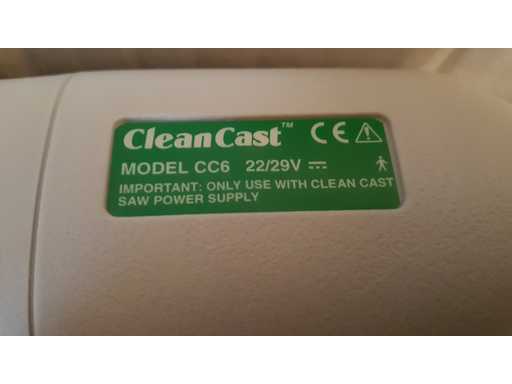 CleanCast™ CE
MODEL CC6 22/29V
IMPORTANT: ONLY USE WITH CLEAN CAST
SAW POWER SUPPLY